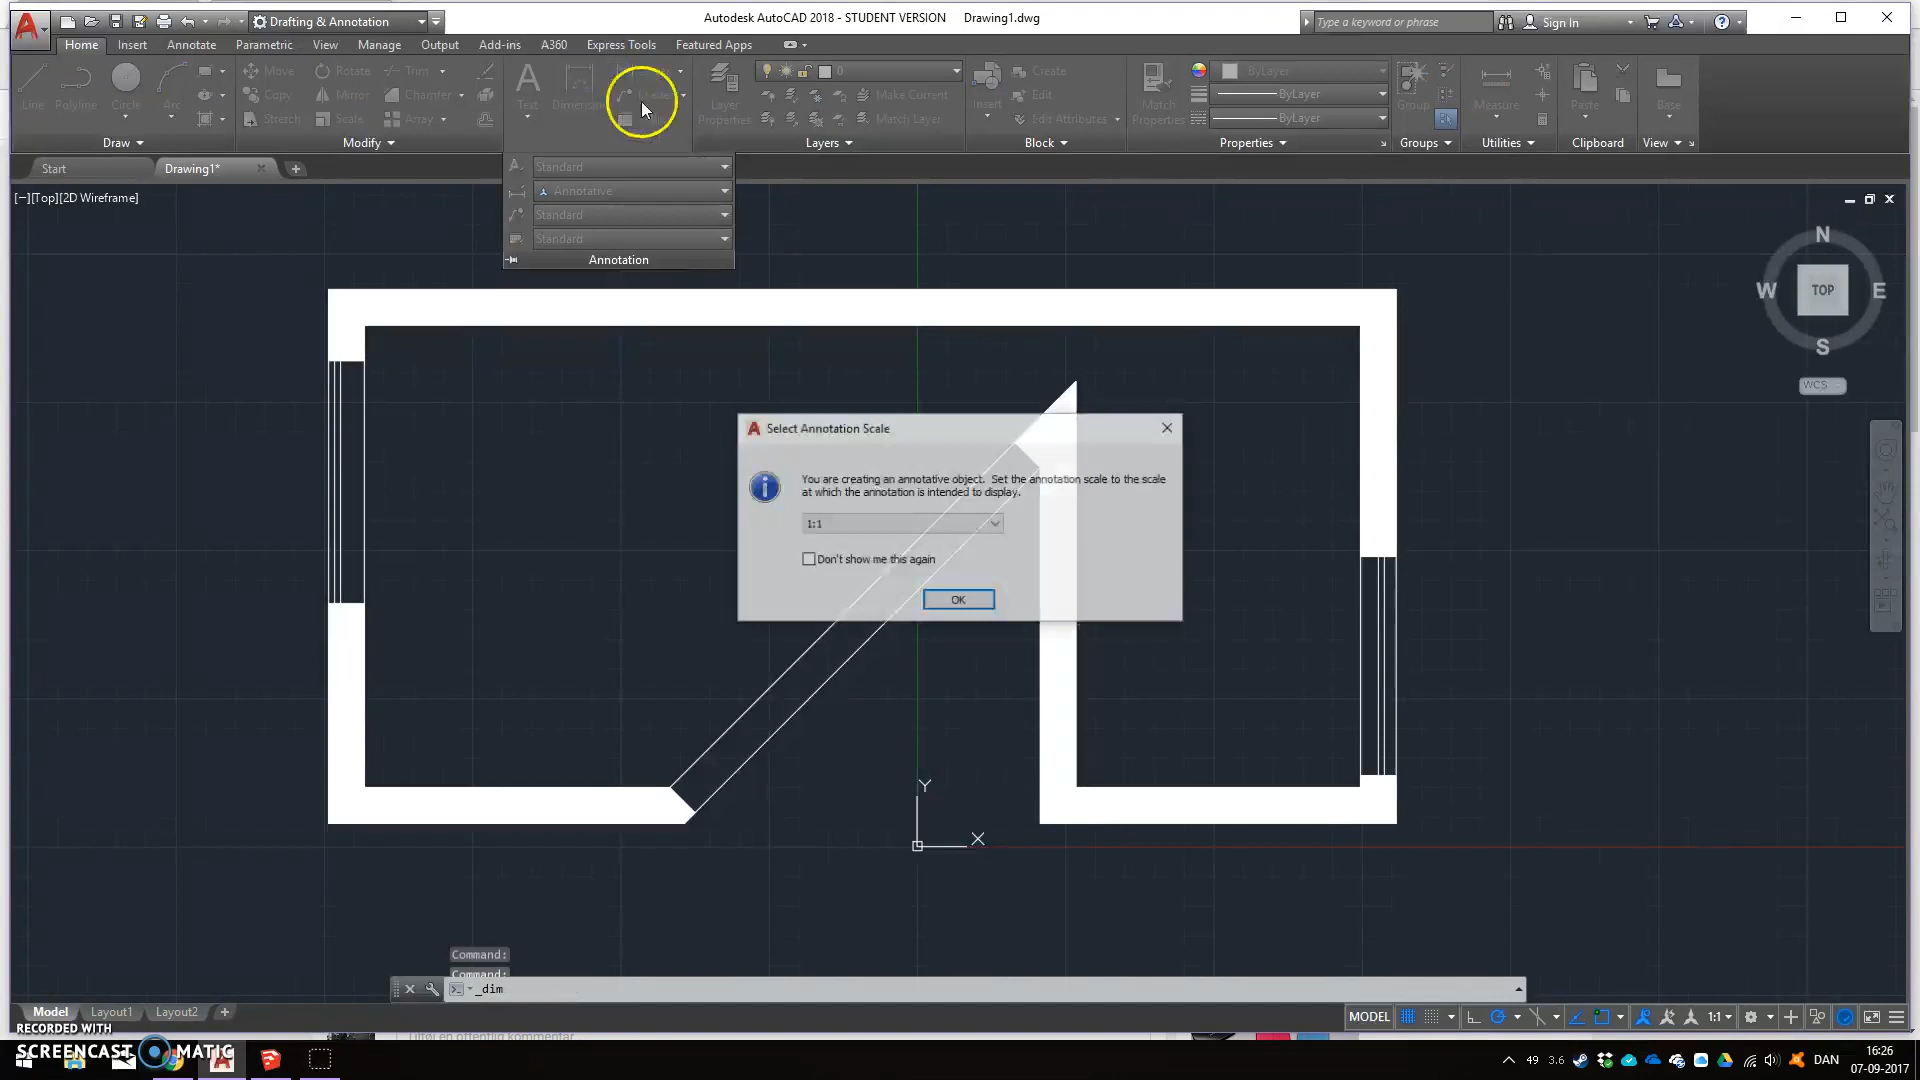 Drafting & Annotation
Autodesk AutoCAD 2018 - STUDENT VERSION Drawing1.dwg
Type a keyword or phrase
Sign In
Home Insert Annotate Parametric View Manage Output Add-ins A360 Express Tools Featured Apps
Line Polyline Circle Arc
Move Rotate Trim
Copy Mirror Chamfer
Stretch Scale Array
Text Dimension
Layer Properties
0
Make Current
Match Layer
Insert
Create
Edit
Edit Attributes
Match Properties
ByLayer
ByLayer
ByLayer
Group
Measure
Paste
Base
Draw Modify Layers Block Properties Groups Utilities Clipboard View
Start Drawing1*
Standard
Annotative
Standard
Standard
Annotation
[−][Top][2D Wireframe]
N
W TOP E
S
WCS
Select Annotation Scale
You are creating an annotative object. Set the annotation scale to the scale
at which the annotation is intended to display.
1:1
Don't show me this again
OK
Y
X
Command:
Command:
_dim
Model Layout1 Layout2
MODEL
1:1
RECORDED WITH
SCREENCAST MATIC
49 3.6
DAN
16:26
07-09-2017